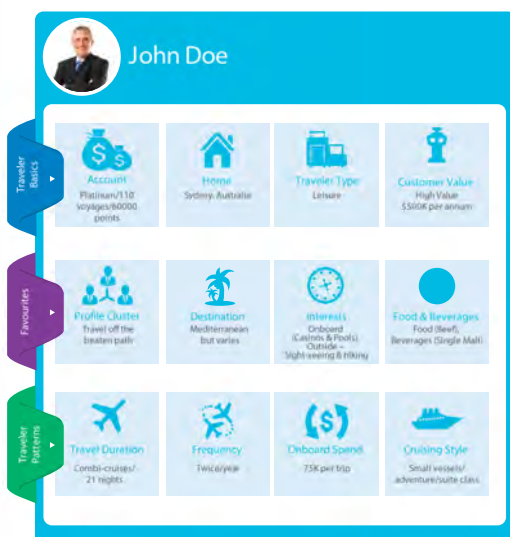 John Doe
Traveler
Basics
Account
Platinum/110
voyages/60000
points
Home
Sydney, Australia
Traveler Type
Leisure
Customer Value
High Value
$500K per annum
Favourites
Profile Cluster
Travel off the
beaten path
Destination
Mediterranean
but varies
Interests
Onboard
(Casinos & Pools)
Outside –
Sight-seeing & hiking
Food & Beverages
Food (Beef),
Beverages (Single Malt)
Traveler
Patterns
Travel Duration
Combi-cruises/
21 nights
Frequency
Twice/year
Onboard Spend
75K per trip
Cruising Style
Small vessels/
adventure/suite class